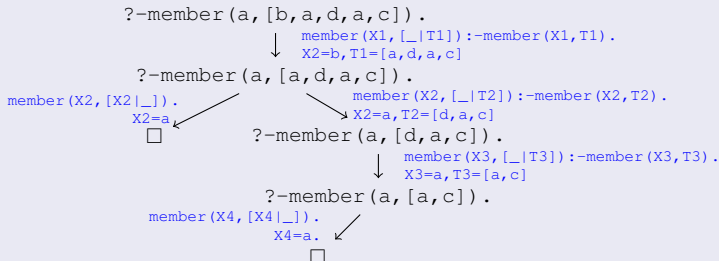 ?-member(a,[b,a,d,a,c]).
member(X1,[_|T1]):-member(X1,T1).
X2=b,T1=[a,d,a,c]
?-member(a,[a,d,a,c]).
member(X2,[X2|_]).
X2=a
member(X2,[_|T2]):-member(X2,T2).
X2=a,T2=[d,a,c]
?-member(a,[d,a,c]).
member(X3,[_|T3]):-member(X3,T3).
X3=a,T3=[a,c]
?-member(a,[a,c]).
member(X4,[X4|_]).
X4=a.